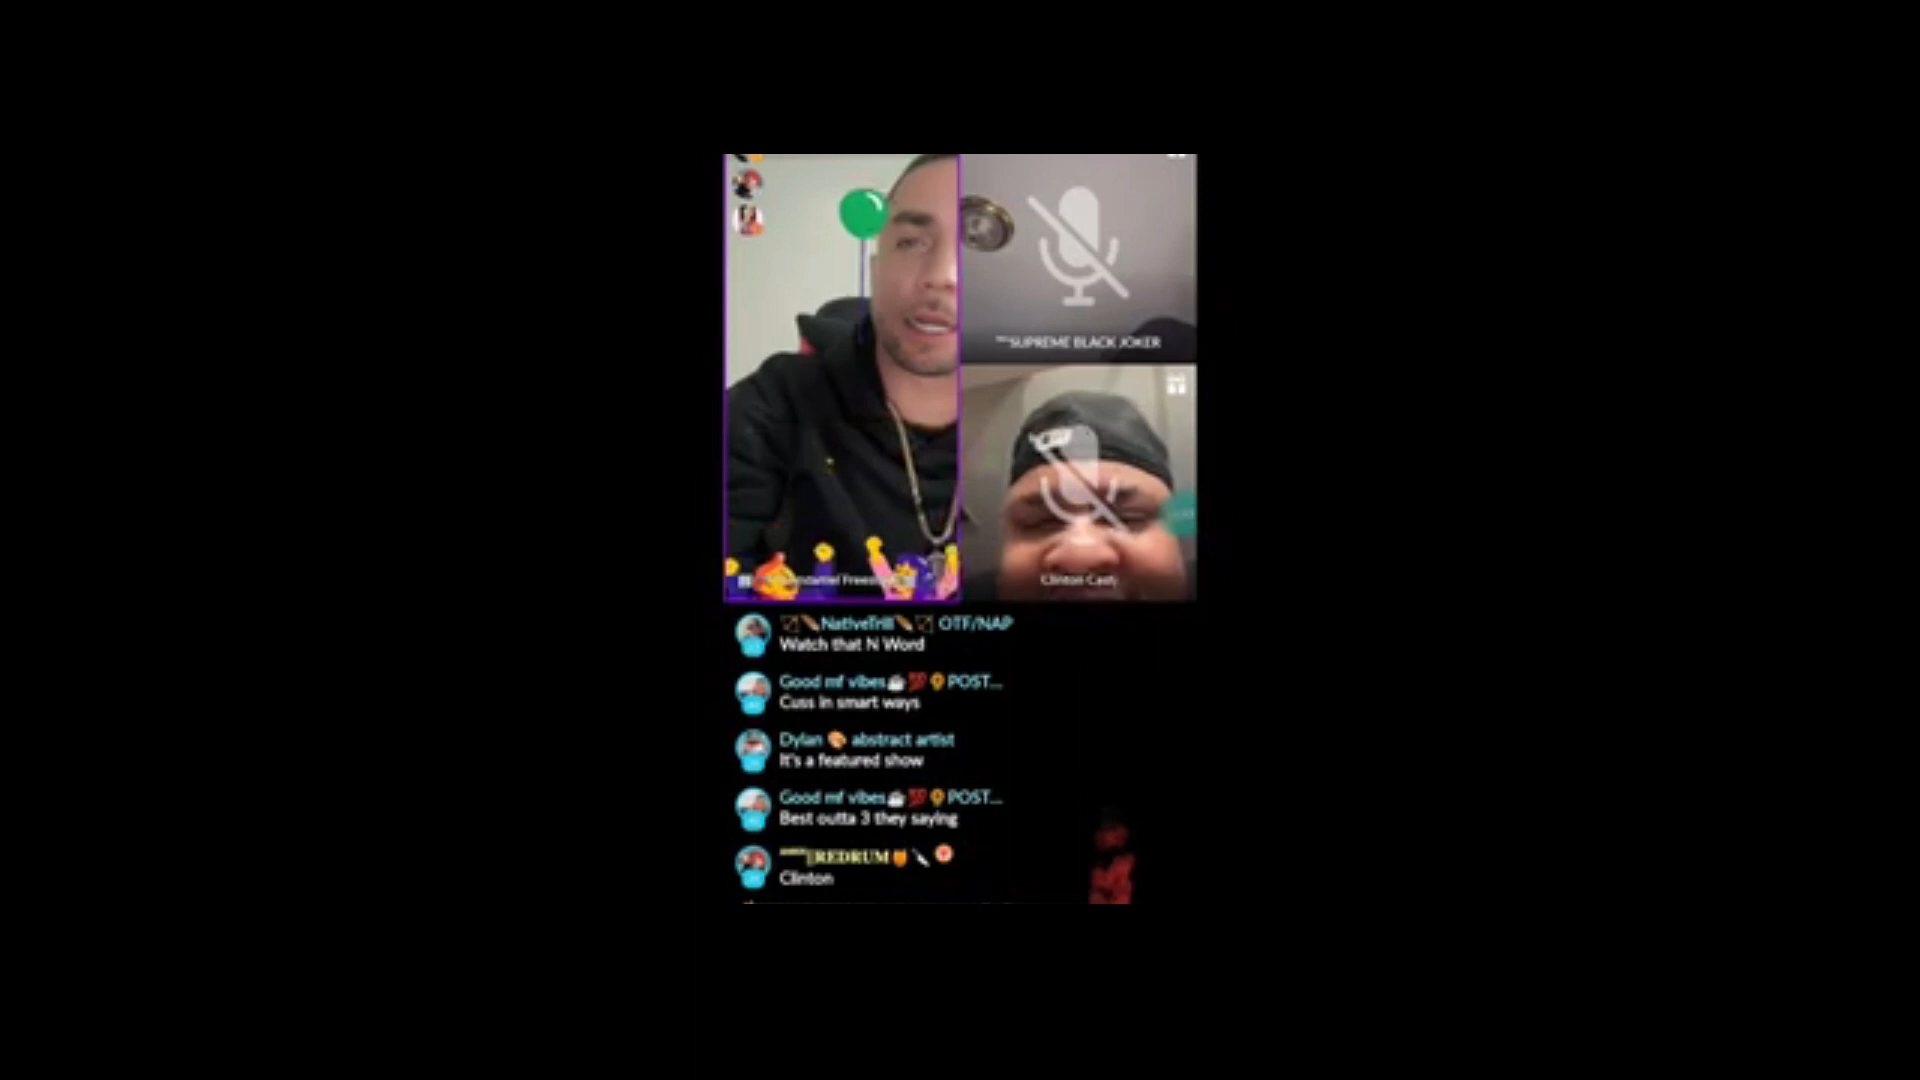 SUPREME BLACK JOKER
Clinton
NativeTrill OTF/NAP
Watch that N Word
Good mf vibes☕💯🌻POST...
Cuss in smart ways
Dylan 🎨 abstract artist
It's a featured show
Good mf vibes☕💯🌻POST...
Best outta 3 they saying
REDRUM
Clinton